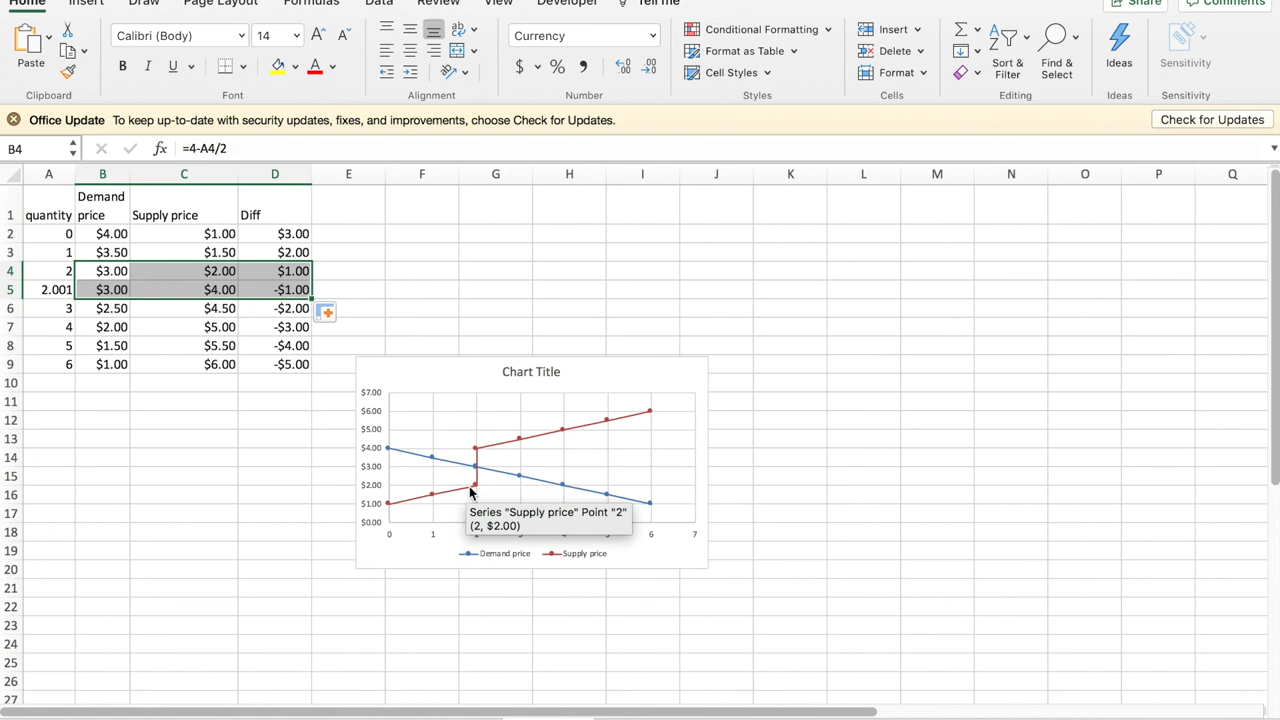 Home Insert Draw Page Layout Formulas Data Review View Developer Tell me Share Comments
Calibri (Body) 14 Currency Conditional Formatting Insert
Paste B I U A $ % Format as Table Delete Sort & Filter Find & Select Ideas Sensitivity
Cell Styles Format
Clipboard Font Alignment Number Styles Cells Editing Ideas Sensitivity
Office Update To keep up-to-date with security updates, fixes, and improvements, choose Check for Updates. Check for Updates
B4 fx =4-A4/2
A B C D E F G H I J K L M N O P Q
1 quantity Demand price Supply price Diff
2 0 $4.00 $1.00 $3.00
3 1 $3.50 $1.50 $2.00
4 2 $3.00 $2.00 $1.00
5 2.001 $3.00 $4.00 -$1.00
6 3 $2.50 $4.50 -$2.00
7 4 $2.00 $5.00 -$3.00
8 5 $1.50 $5.50 -$4.00
9 6 $1.00 $6.00 -$5.00
10
11
12
13
14
15
16
17
18
19
20
21
22
23
24
25
26
27
Chart Title
$7.00
$6.00
$5.00
$4.00
$3.00
$2.00
$1.00
$0.00
Series "Supply price" Point "2"
(2, $2.00)
0 1 2 3 4 5 6 7
Demand price Supply price